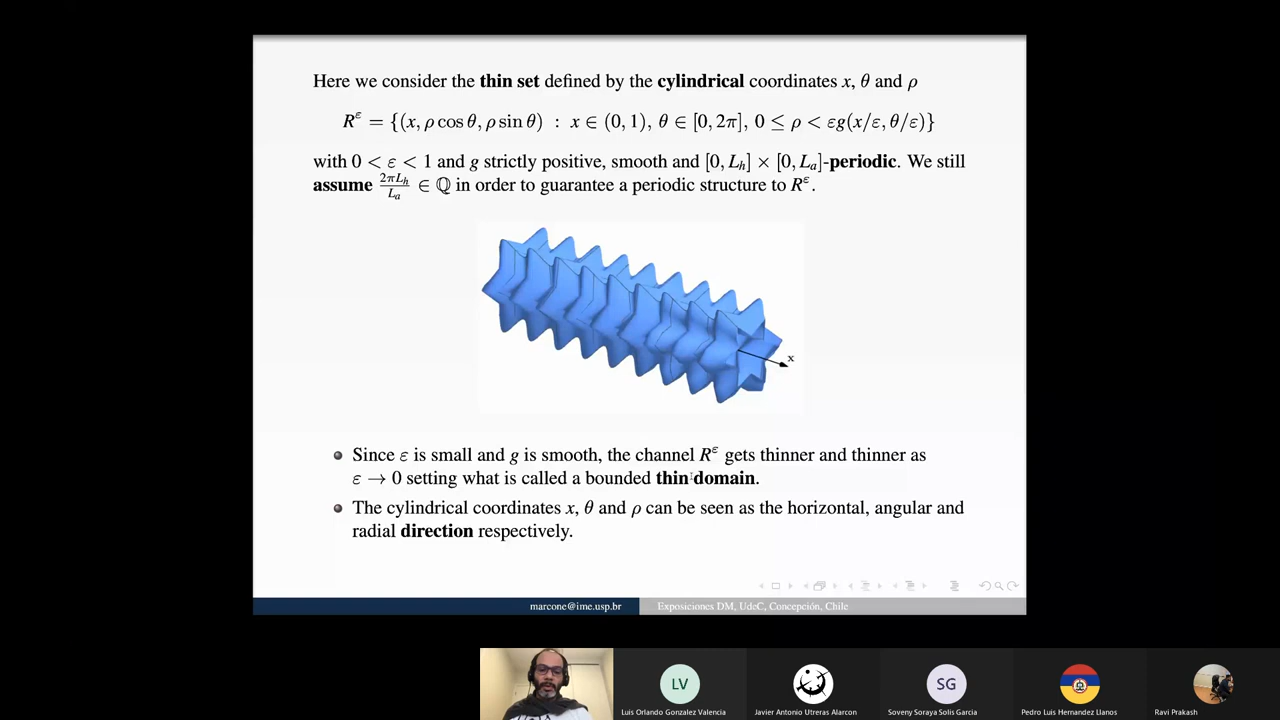 Here we consider the thin set defined by the cylindrical coordinates x, θ and ρ
R^ε = {(x, ρ cos θ, ρ sin θ) : x ∈ (0, 1), θ ∈ [0, 2π], 0 ≤ ρ < εg(x/ε, θ/ε)}
with 0 < ε < 1 and g strictly positive, smooth and [0, L_h] × [0, L_a]-periodic. We still
assume 2πL_h/L_a ∈ ℚ in order to guarantee a periodic structure to R^ε.
x
Since ε is small and g is smooth, the channel R^ε gets thinner and thinner as
ε → 0 setting what is called a bounded thin domain.
The cylindrical coordinates x, θ and ρ can be seen as the horizontal, angular and
radial direction respectively.
marcone@ime.usp.br Exposiciones DM, UdeC, Concepción, Chile
LV SG
Luis Orlando Gonzalez Valencia Javier Antonio Utreras Alarcon Soveny Soraya Solis Garcia Pedro Luis Hernandez Llanos Ravi Prakash